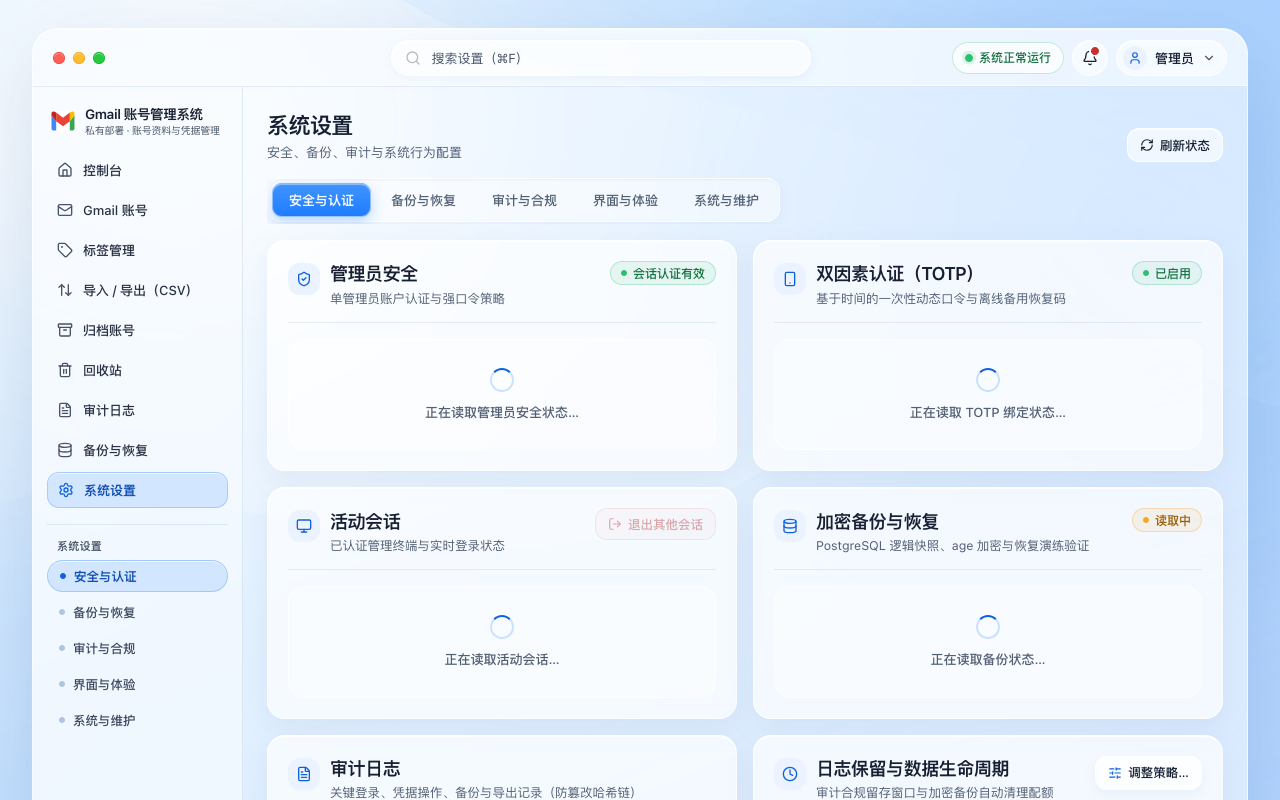 搜索设置（⌘F）
系统正常运行
管理员
Gmail 账号管理系统
私有部署 · 账号资料与凭据管理
控制台
Gmail 账号
标签管理
导入 / 导出（CSV）
归档账号
回收站
审计日志
备份与恢复
系统设置
系统设置
安全与认证
备份与恢复
审计与合规
界面与体验
系统与维护
系统设置
安全、备份、审计与系统行为配置
刷新状态
安全与认证
备份与恢复
审计与合规
界面与体验
系统与维护
管理员安全
单管理员账户认证与强口令策略
会话认证有效
正在读取管理员安全状态...
双因素认证（TOTP）
基于时间的一次性动态口令与离线备用恢复码
已启用
正在读取 TOTP 绑定状态...
活动会话
已认证管理终端与实时登录状态
退出其他会话
正在读取活动会话...
加密备份与恢复
PostgreSQL 逻辑快照、age 加密与恢复演练验证
读取中
正在读取备份状态...
审计日志
关键登录、凭据操作、备份与导出记录（防篡改哈希链）
日志保留与数据生命周期
审计合规留存窗口与加密备份自动清理配额
调整策略...